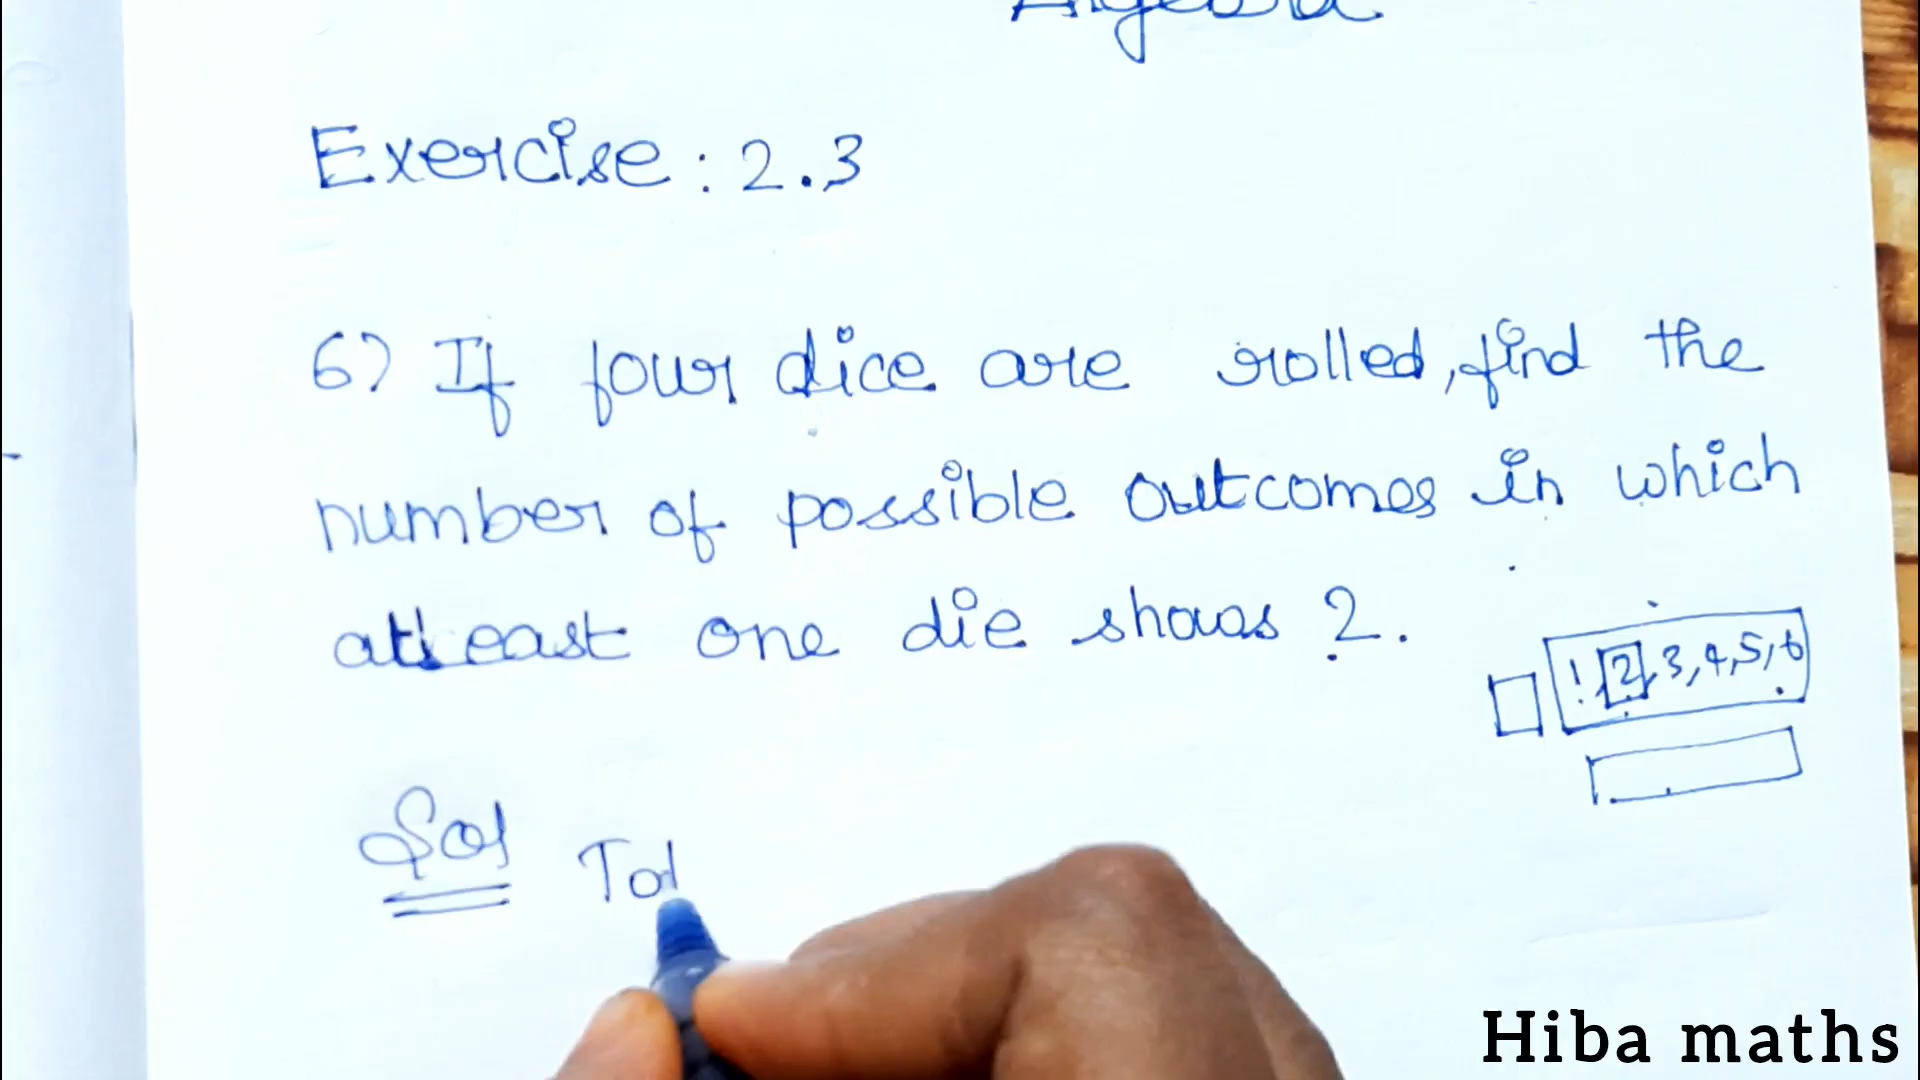 Algebra
Exercise : 2.3
6) If four dice are rolled, find the
number of possible outcomes in which
atleast one die shows 2.
1, 2, 3, 4, 5, 6
Sol Tot
Hiba maths